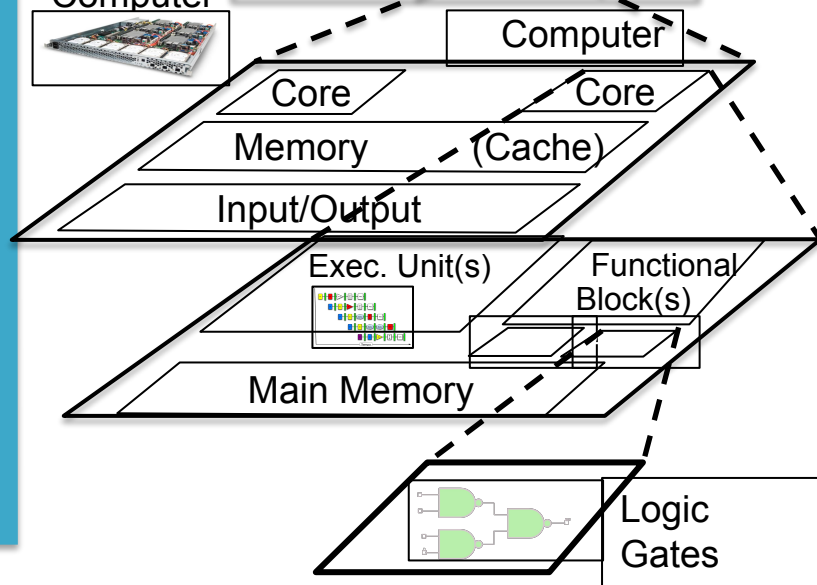 Computer
Computer
Core Core
Memory (Cache)
Input/Output
Exec. Unit(s) Functional
Block(s)
Main Memory
Logic
Gates